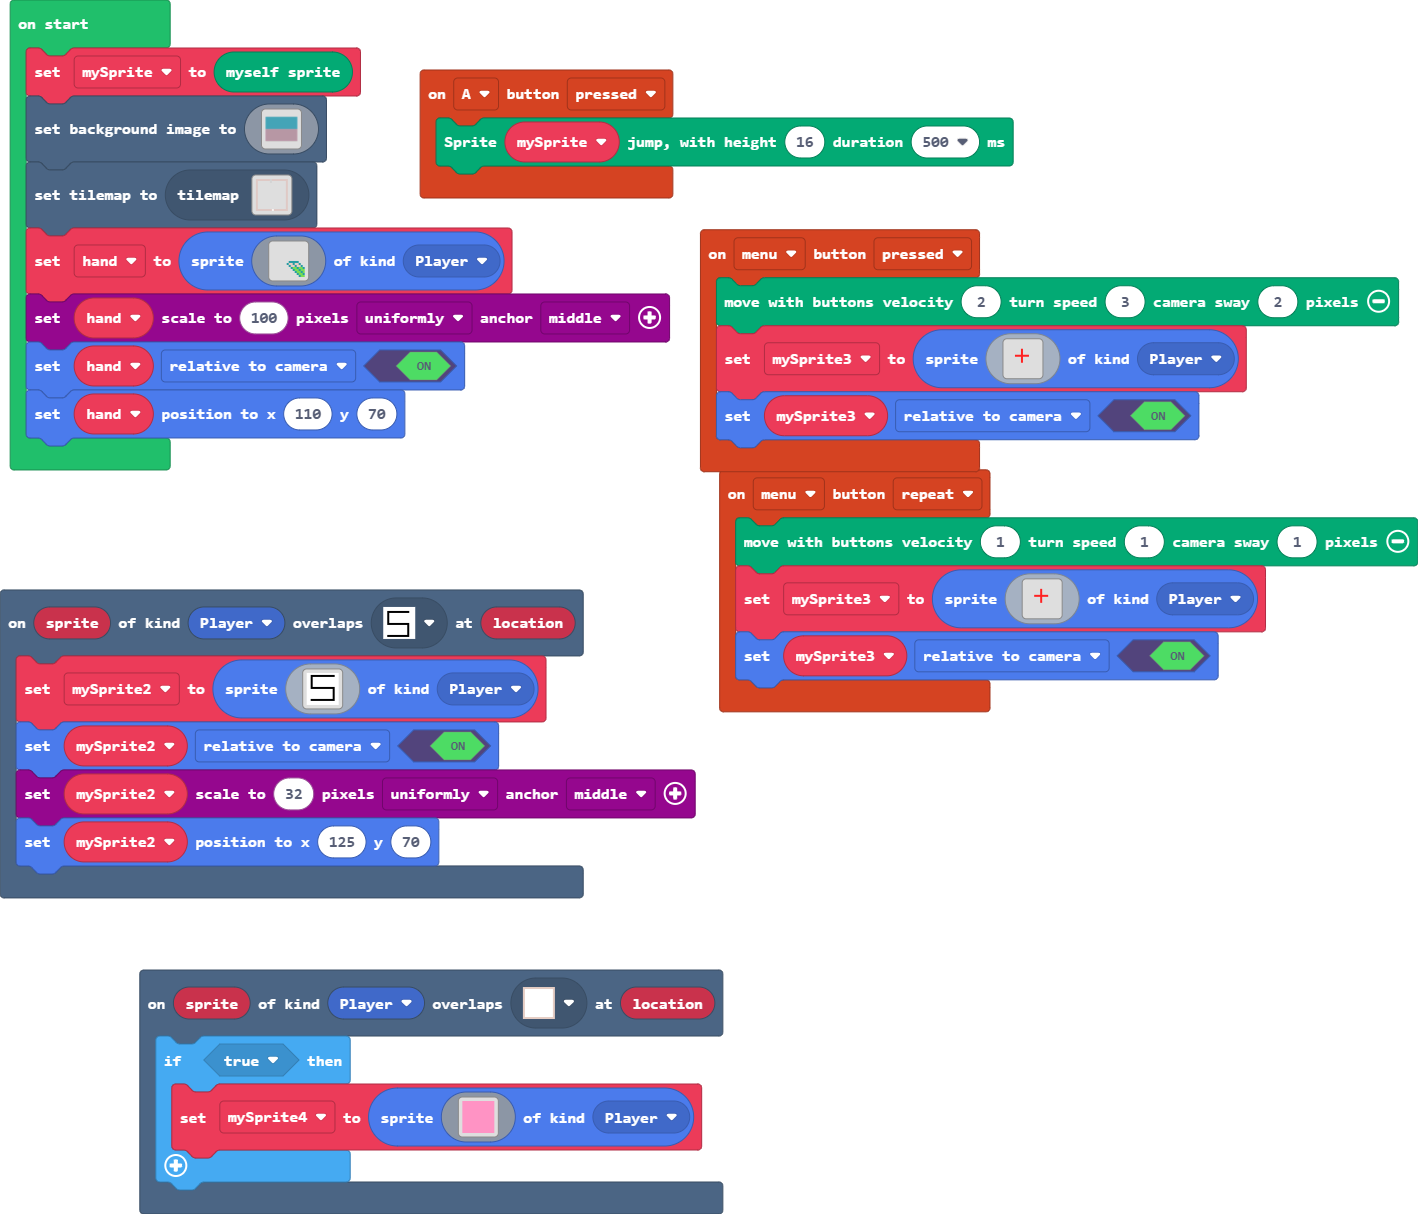 on start
set mySprite to myself sprite
set background image to
set tilemap to tilemap
set hand to sprite of kind Player
set hand scale to 100 pixels uniformly anchor middle
set hand relative to camera ON
set hand position to x 110 y 70
on A button pressed
Sprite mySprite jump, with height 16 duration 500 ms
on menu button pressed
move with buttons velocity 2 turn speed 3 camera sway 2 pixels
set mySprite3 to sprite of kind Player
set mySprite3 relative to camera ON
on menu button repeat
move with buttons velocity 1 turn speed 1 camera sway 1 pixels
set mySprite3 to sprite of kind Player
set mySprite3 relative to camera ON
on sprite of kind Player overlaps at location
set mySprite2 to sprite of kind Player
set mySprite2 relative to camera ON
set mySprite2 scale to 32 pixels uniformly anchor middle
set mySprite2 position to x 125 y 70
on sprite of kind Player overlaps at location
if true then
set mySprite4 to sprite of kind Player